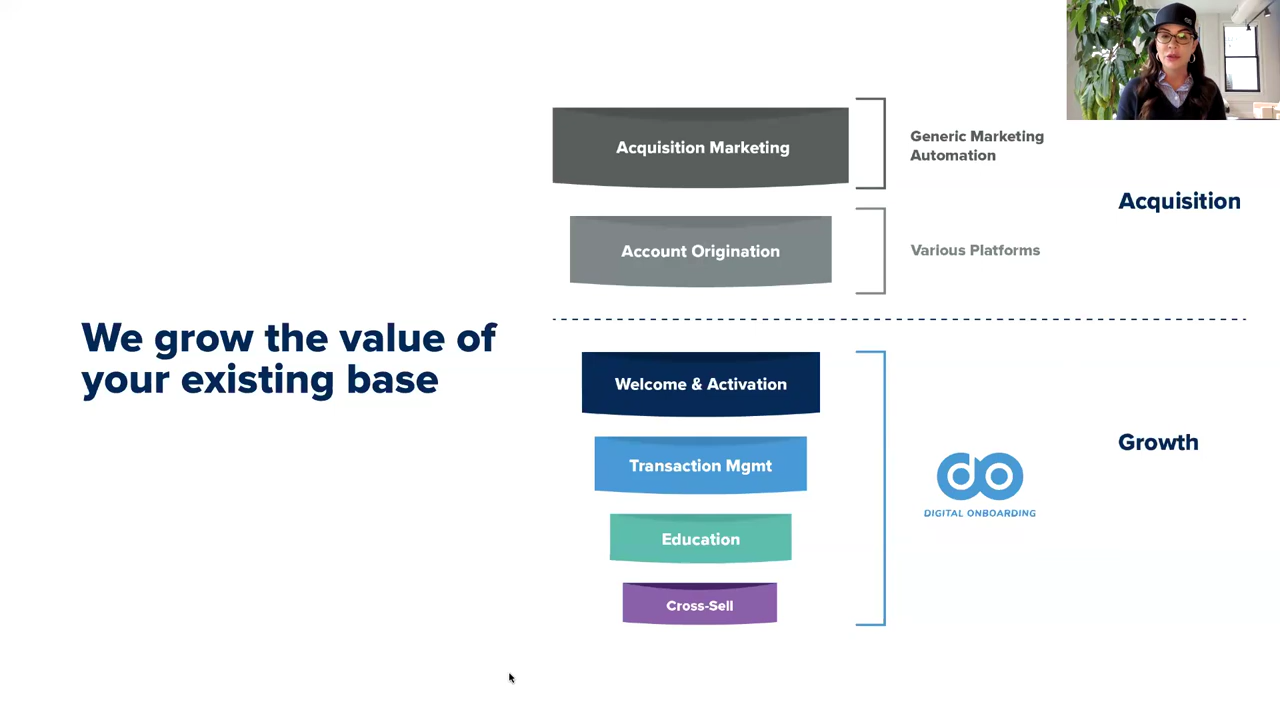 We grow the value of
your existing base
Acquisition Marketing
Generic Marketing
Automation
Acquisition
Account Origination
Various Platforms
Welcome & Activation
Transaction Mgmt
Education
Cross-Sell
do
DIGITAL ONBOARDING
Growth